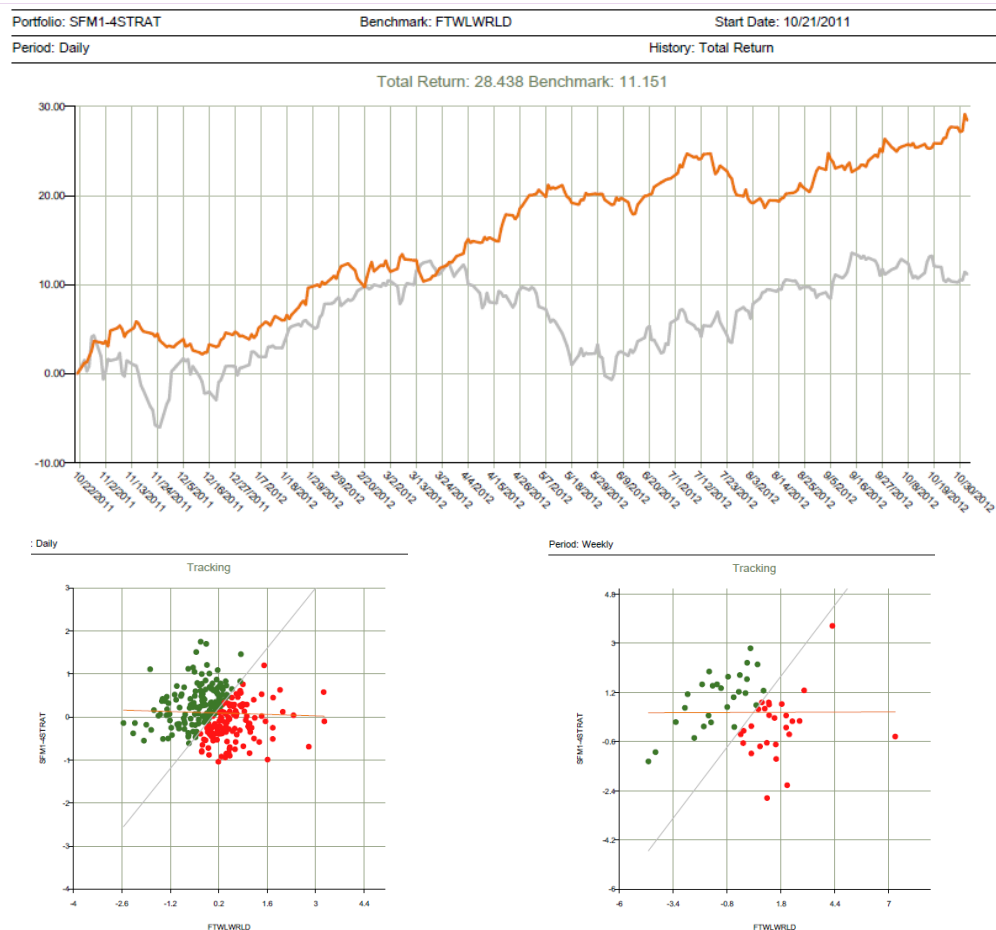 Portfolio: SFM1-4STRAT Benchmark: FTWLWRLD Start Date: 10/21/2011
Period: Daily History: Total Return
Total Return: 28.438 Benchmark: 11.151
30.00
20.00
10.00
0.00
-10.00
10/22/2011 11/2/2011 11/13/2011 11/24/2011 12/5/2011 12/16/2011 12/27/2011 1/7/2012 1/18/2012 1/29/2012 2/9/2012 2/20/2012 3/2/2012 3/13/2012 3/24/2012 4/4/2012 4/15/2012 4/26/2012 5/7/2012 5/18/2012 5/29/2012 6/9/2012 6/20/2012 7/1/2012 7/12/2012 7/23/2012 8/3/2012 8/14/2012 8/25/2012 9/5/2012 9/16/2012 9/27/2012 10/8/2012 10/19/2012 10/30/2012
: Daily
Tracking
3
2
1
0
-1
-2
-3
-4
SFM1-4STRAT
-4 -2.6 -1.2 0.2 1.6 3 4.4
FTWLWRLD
Period: Weekly
Tracking
4.8
3
1.2
-0.6
-2.4
-4.2
-6
SFM1-4STRAT
-6 -3.4 -0.8 1.8 4.4 7
FTWLWRLD